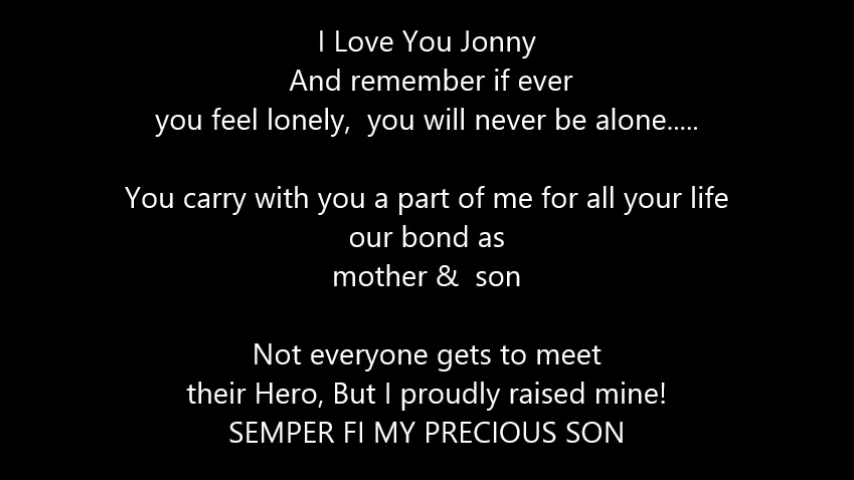 I Love You Jonny
And remember if ever
you feel lonely,  you will never be alone.....
You carry with you a part of me for all your life
our bond as
mother &  son
Not everyone gets to meet
their Hero, But I proudly raised mine!
SEMPER FI MY PRECIOUS SON